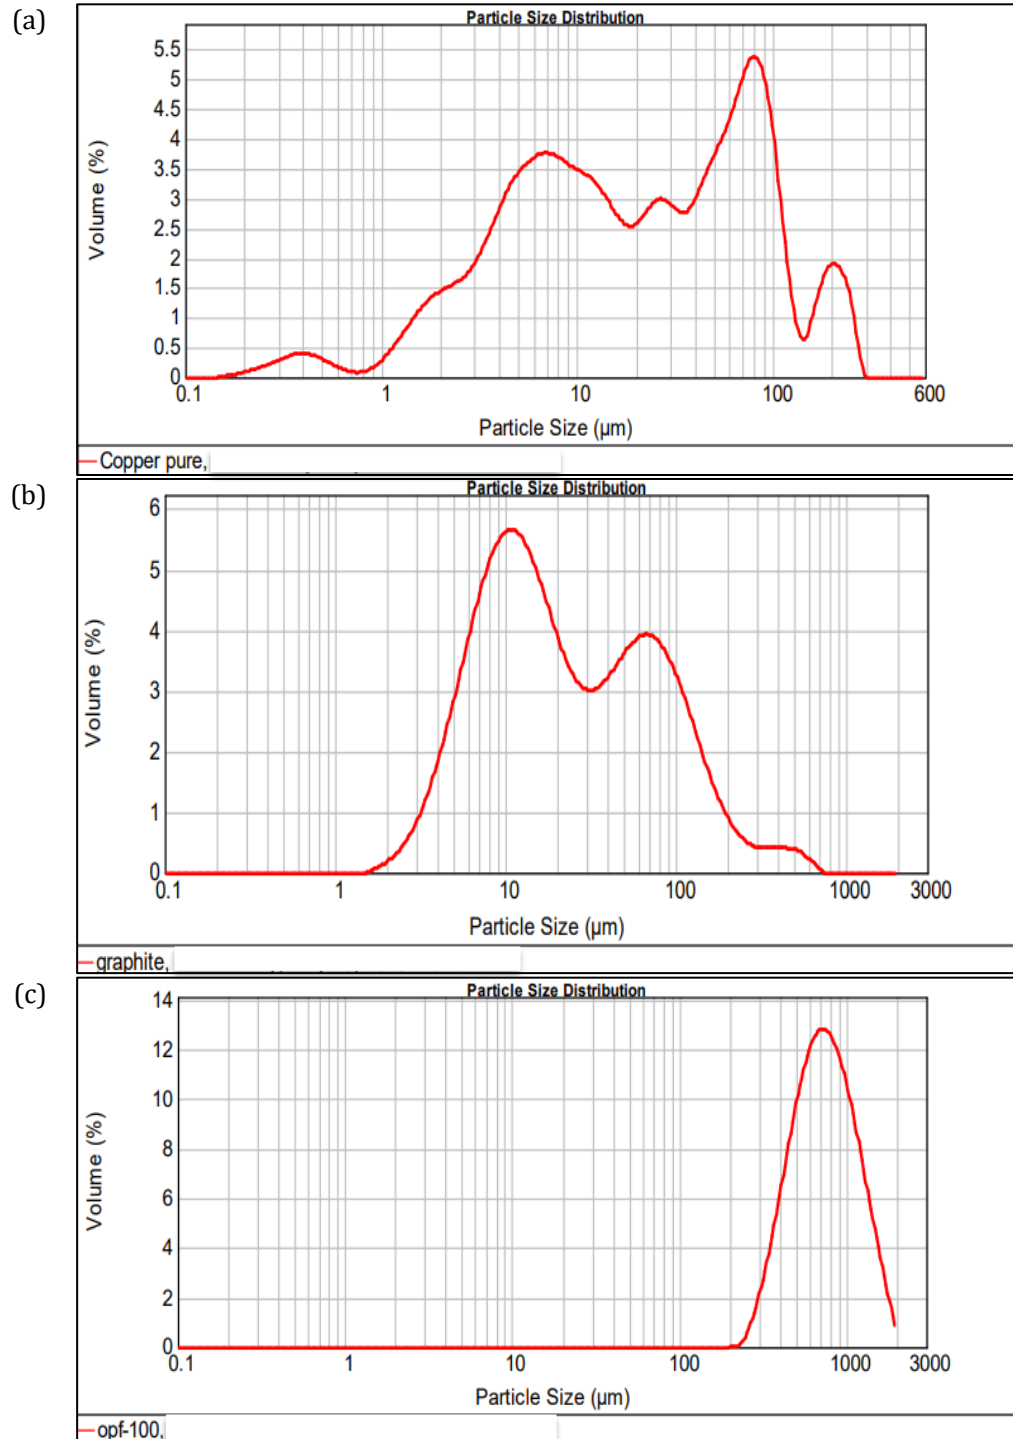 (a)
Particle Size Distribution
5.5
5
4.5
4
3.5
3
2.5
2
1.5
1
0.5
0
Volume (%)
0.1 1 10 100 600
Particle Size (µm)
Copper pure,
(b)
Particle Size Distribution
6
5
4
3
2
1
0
Volume (%)
0.1 1 10 100 1000 3000
Particle Size (µm)
graphite,
(c)
Particle Size Distribution
14
12
10
8
6
4
2
0
Volume (%)
0.1 1 10 100 1000 3000
Particle Size (µm)
opf-100,